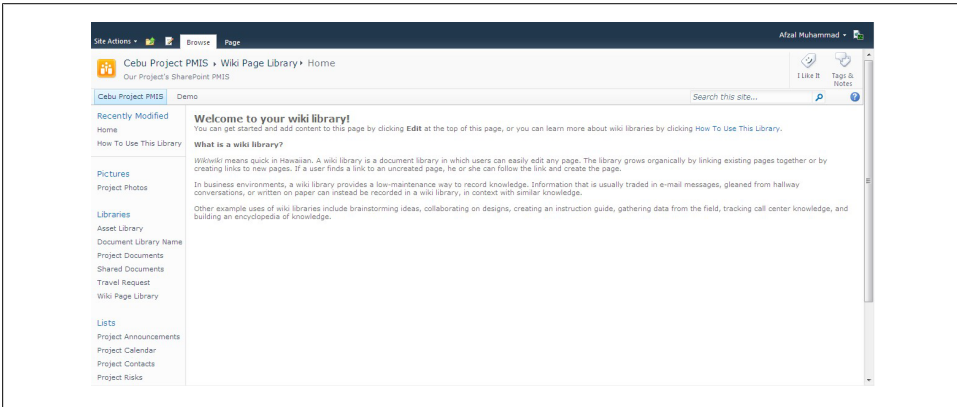 Site Actions Browse Page Afzal Muhammad
Cebu Project PMIS Wiki Page Library Home
Our Project's SharePoint PMIS
I Like It Tags &
Notes
Cebu Project PMIS Demo Search this site...
Recently Modified
Home
How To Use This Library
Pictures
Project Photos
Libraries
Asset Library
Document Library Name
Project Documents
Shared Documents
Travel Request
Wiki Page Library
Lists
Project Announcements
Project Calendar
Project Contacts
Project Risks
Welcome to your wiki library!
You can get started and add content to this page by clicking Edit at the top of this page, or you can learn more about wiki libraries by clicking How To Use This Library.
What is a wiki library?
Wikiwiki means quick in Hawaiian. A wiki library is a document library in which users can easily edit any page. The library grows organically by linking existing pages together or by
creating links to new pages. If a user finds a link to an uncreated page, he or she can follow the link and create the page.
In business environments, a wiki library provides a low-maintenance way to record knowledge. Information that is usually traded in e-mail messages, gleaned from hallway
conversations, or written on paper can instead be recorded in a wiki library, in context with similar knowledge.
Other example uses of wiki libraries include brainstorming ideas, collaborating on designs, creating an instruction guide, gathering data from the field, tracking call center knowledge, and
building an encyclopedia of knowledge.